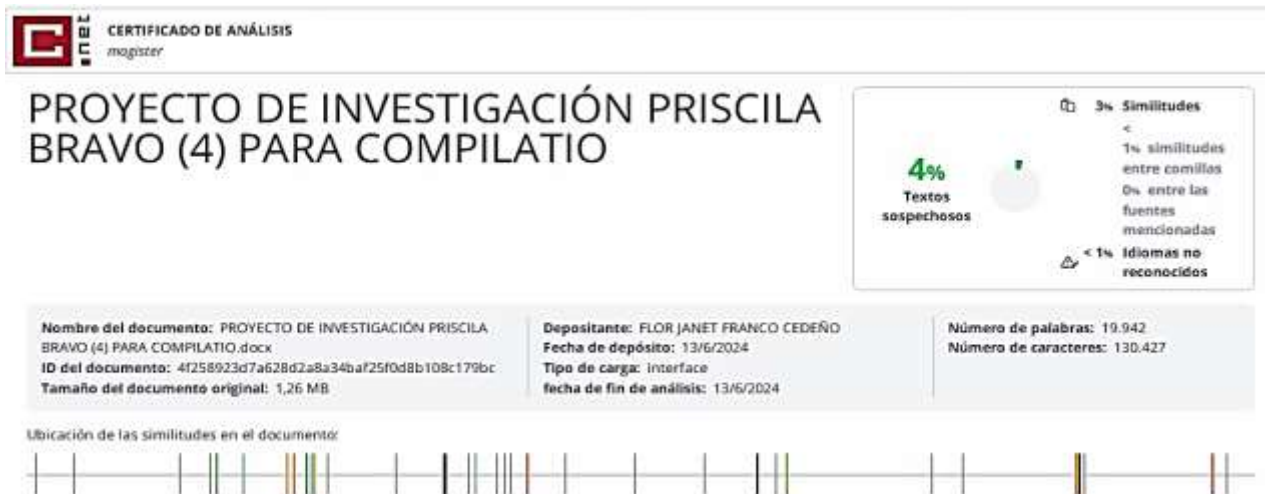 C
.net
CERTIFICADO DE ANÁLISIS
magister
PROYECTO DE INVESTIGACIÓN PRISCILA
BRAVO (4) PARA COMPILATIO
4%
Textos
sospechosos
3% Similitudes
<
1% similitudes
entre comillas
0% entre las
fuentes
mencionadas
< 1% Idiomas no
reconocidos
Nombre del documento: PROYECTO DE INVESTIGACIÓN PRISCILA
BRAVO (4) PARA COMPILATIO.docx
ID del documento: 4f258923d7a628d2a8a34baf25f0d8b108c179bc
Tamaño del documento original: 1,26 MB
Depositante: FLOR JANET FRANCO CEDEÑO
Fecha de depósito: 13/6/2024
Tipo de carga: interface
fecha de fin de análisis: 13/6/2024
Número de palabras: 19.942
Número de caracteres: 130.427
Ubicación de las similitudes en el documento: